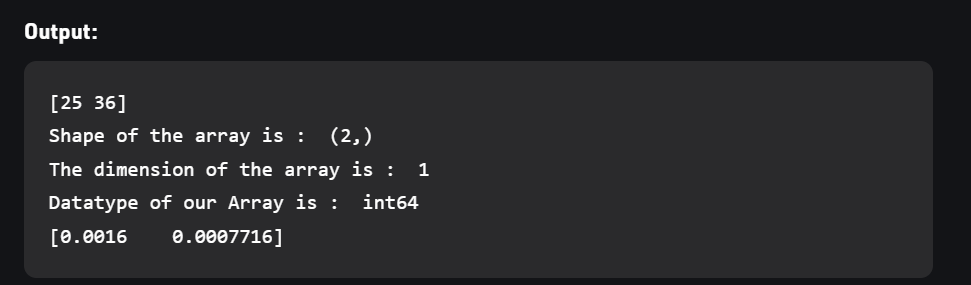 Output:
[25 36]
Shape of the array is :  (2,)
The dimension of the array is :  1
Datatype of our Array is :  int64
[0.0016    0.0007716]